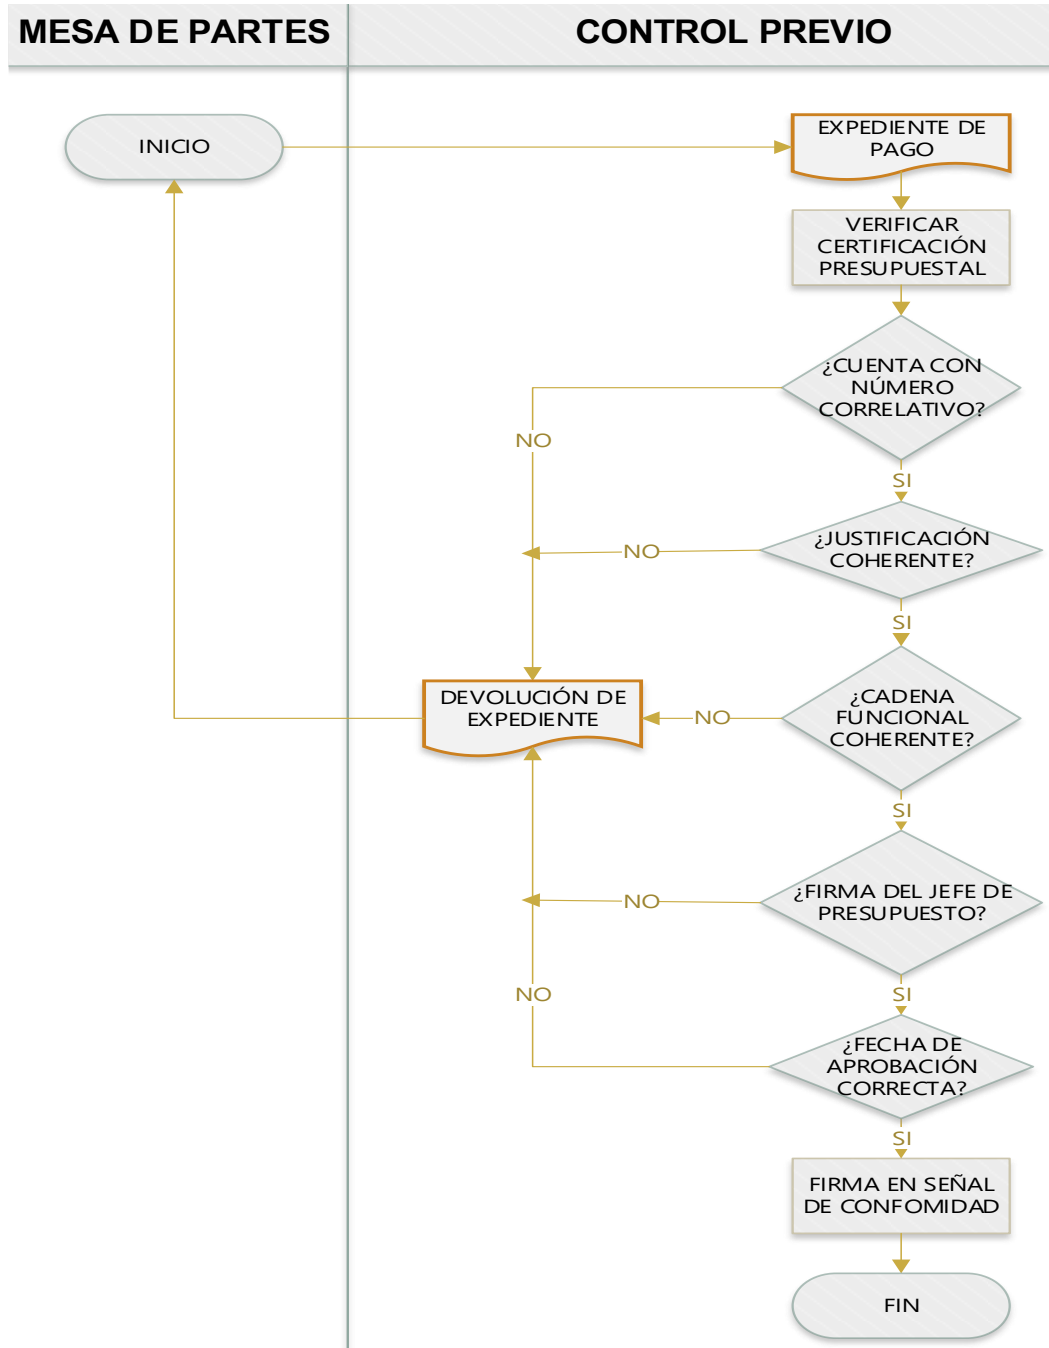 MESA DE PARTES
CONTROL PREVIO
INICIO
EXPEDIENTE DE
PAGO
VERIFICAR
CERTIFICACIÓN
PRESUPUESTAL
¿CUENTA CON
NÚMERO
CORRELATIVO?
NO
SI
¿JUSTIFICACIÓN
COHERENTE?
NO
SI
¿CADENA
FUNCIONAL
COHERENTE?
NO
DEVOLUCIÓN DE
EXPEDIENTE
SI
¿FIRMA DEL JEFE DE
PRESUPUESTO?
NO
SI
¿FECHA DE
APROBACIÓN
CORRECTA?
NO
SI
FIRMA EN SEÑAL
DE CONFOMIDAD
FIN